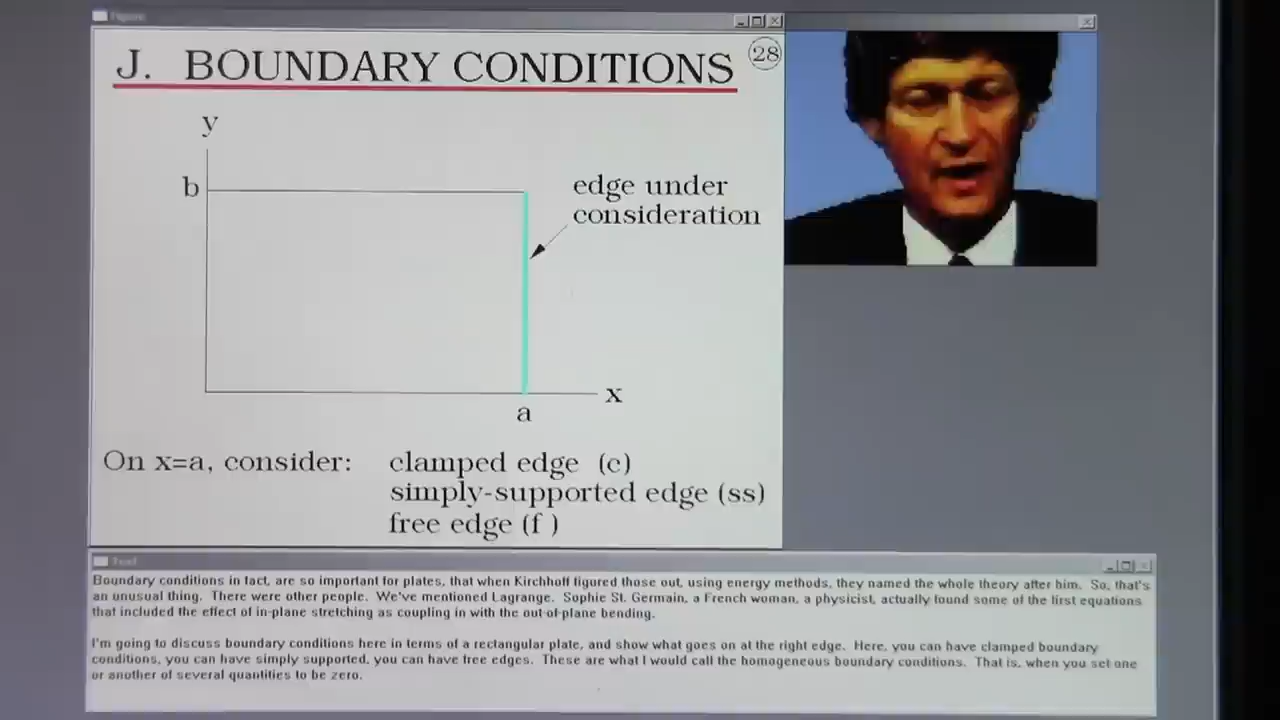 Figure
J. BOUNDARY CONDITIONS
28
y
b
edge under
consideration
x
a
On x=a, consider: clamped edge (c)
simply-supported edge (ss)
free edge (f )
Text
Boundary conditions in fact, are so important for plates, that when Kirchhoff figured those out, using energy methods, they named the whole theory after him. So, that's
an unusual thing. There were other people. We've mentioned Lagrange. Sophie St. Germain, a French woman, a physicist, actually found some of the first equations
that included the effect of in-plane stretching as coupling in with the out-of-plane bending.
I'm going to discuss boundary conditions here in terms of a rectangular plate, and show what goes on at the right edge. Here, you can have clamped boundary
conditions, you can have simply supported, you can have free edges. These are what I would call the homogeneous boundary conditions. That is, when you set one
or another of several quantities to be zero.